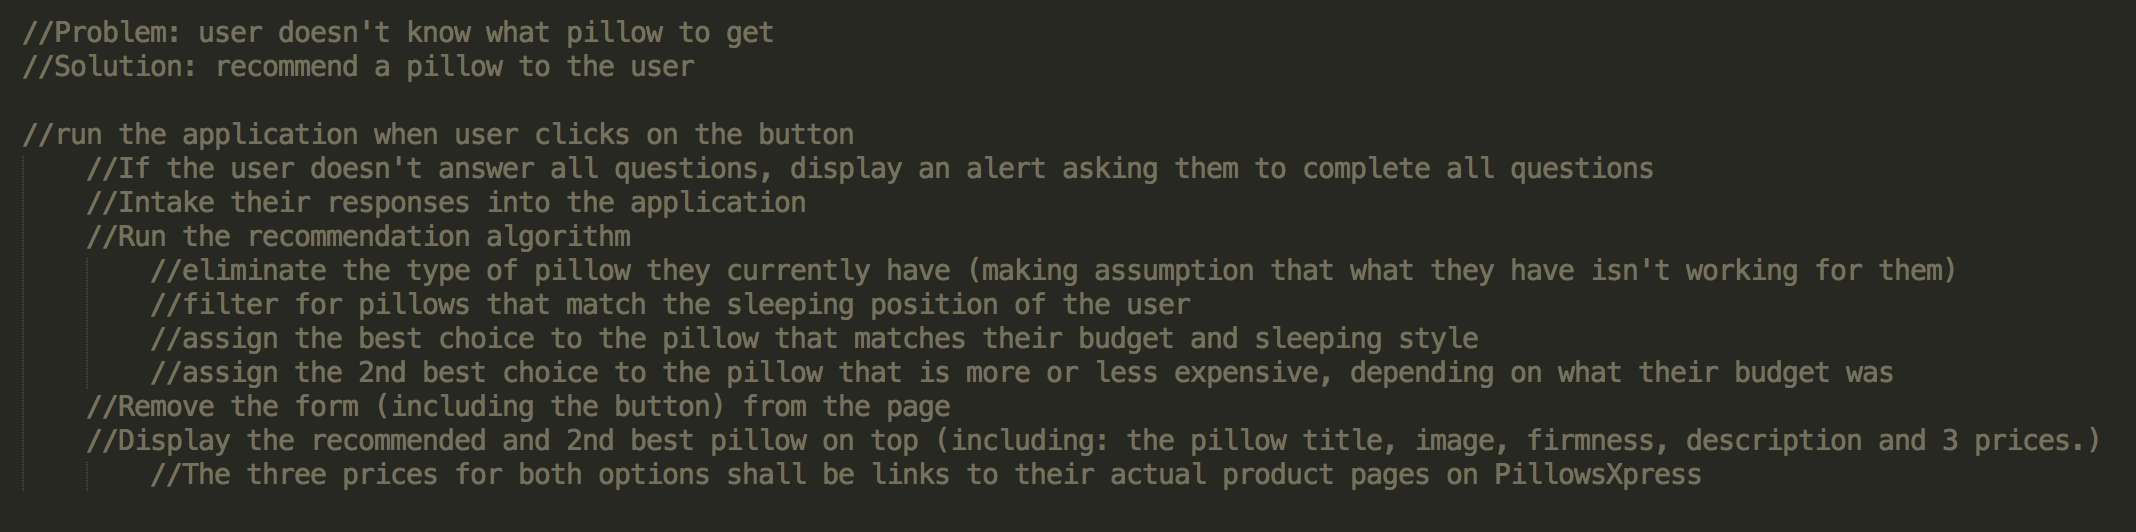 //Problem: user doesn't know what pillow to get
//Solution: recommend a pillow to the user
//run the application when user clicks on the button
//If the user doesn't answer all questions, display an alert asking them to complete all questions
//Intake their responses into the application
//Run the recommendation algorithm
//eliminate the type of pillow they currently have (making assumption that what they have isn't working for them)
//filter for pillows that match the sleeping position of the user
//assign the best choice to the pillow that matches their budget and sleeping style
//assign the 2nd best choice to the pillow that is more or less expensive, depending on what their budget was
//Remove the form (including the button) from the page
//Display the recommended and 2nd best pillow on top (including: the pillow title, image, firmness, description and 3 prices.)
//The three prices for both options shall be links to their actual product pages on PillowsXpress